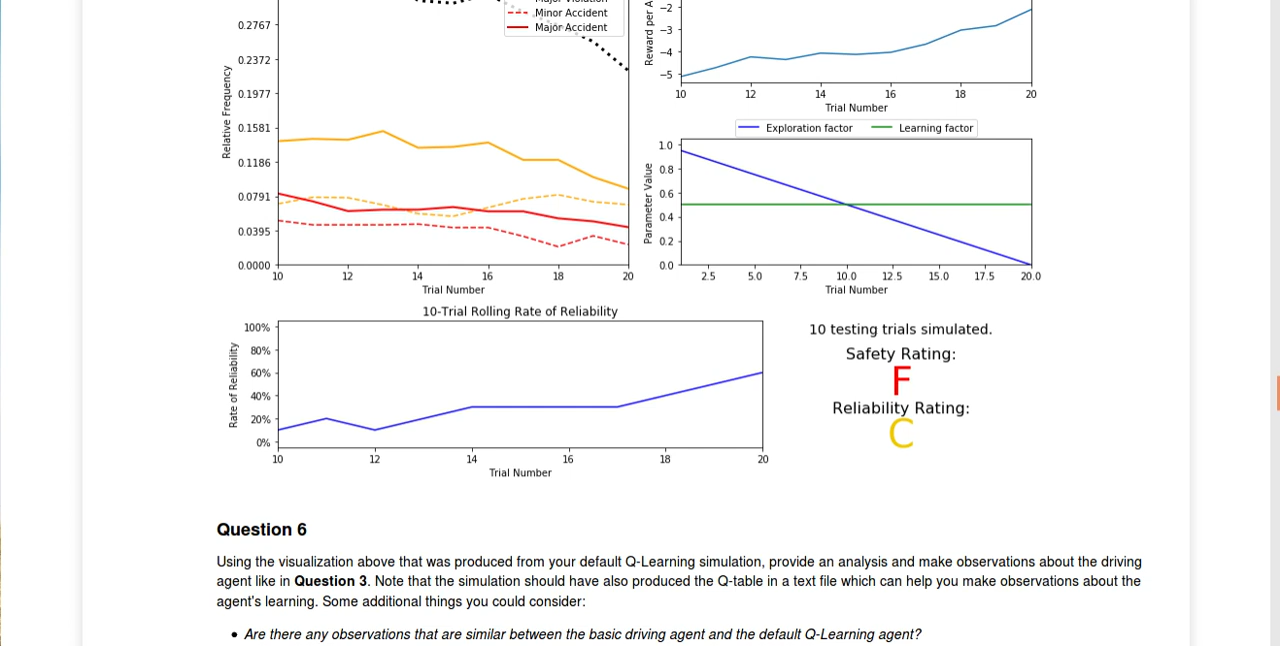 Major Violation
Minor Accident
Major Accident
0.2767
0.2372
0.1977
0.1581
0.1186
0.0791
0.0395
0.0000
Relative Frequency
10 12 14 16 18 20
Trial Number
Reward per A
−2
−3
−4
−5
10 12 14 16 18 20
Trial Number
Exploration factor Learning factor
1.0
0.8
0.6
0.4
0.2
0.0
Parameter Value
2.5 5.0 7.5 10.0 12.5 15.0 17.5 20.0
Trial Number
10-Trial Rolling Rate of Reliability
100%
80%
60%
40%
20%
0%
Rate of Reliability
10 12 14 16 18 20
Trial Number
10 testing trials simulated.
Safety Rating:
F
Reliability Rating:
C
Question 6
Using the visualization above that was produced from your default Q-Learning simulation, provide an analysis and make observations about the driving
agent like in Question 3. Note that the simulation should have also produced the Q-table in a text file which can help you make observations about the
agent's learning. Some additional things you could consider:
• Are there any observations that are similar between the basic driving agent and the default Q-Learning agent?